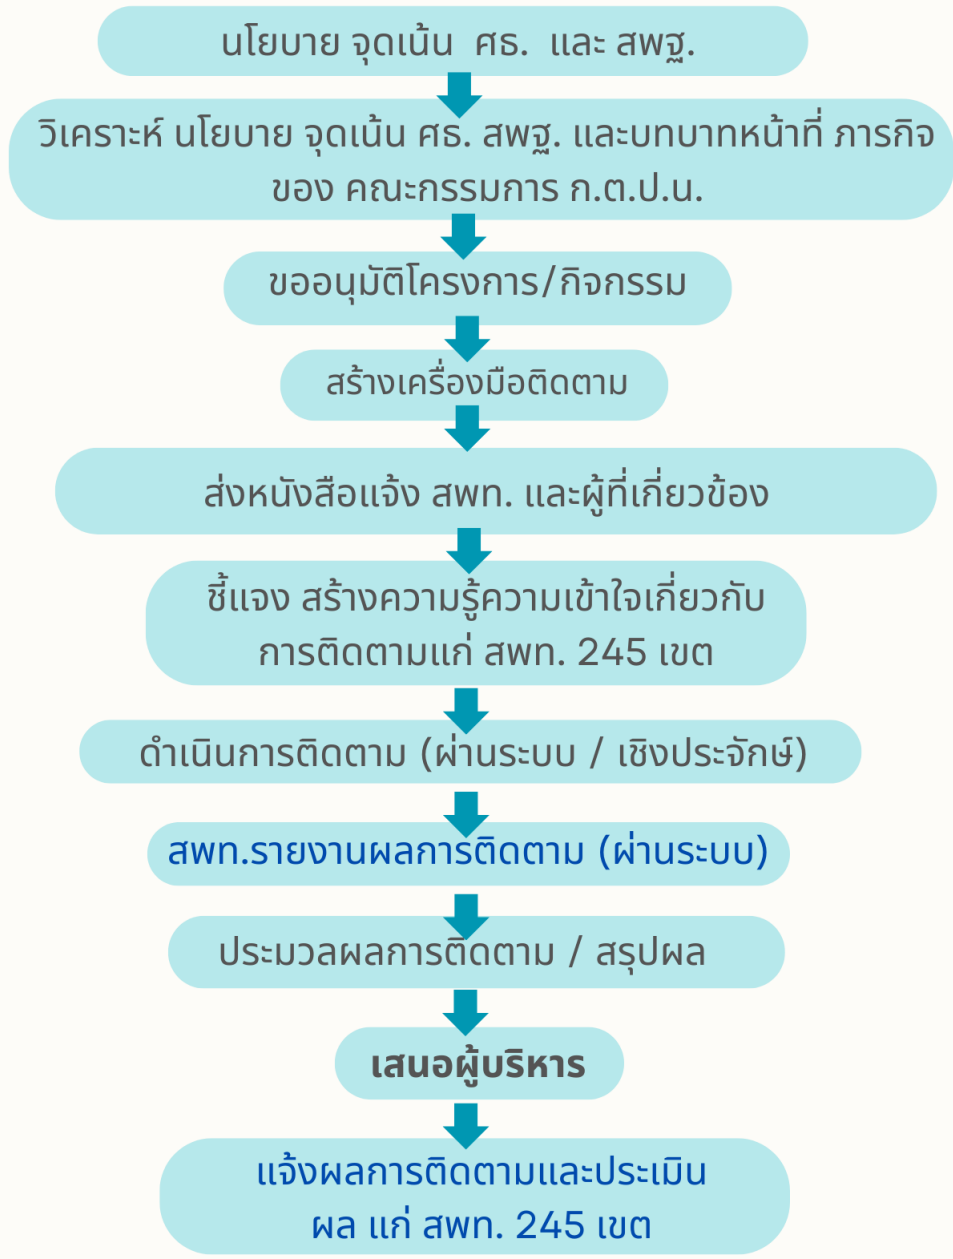 นโยบาย จุดเน้น ศธ. และ สพฐ.
วิเคราะห์ นโยบาย จุดเน้น ศธ. สพฐ. และบทบาทหน้าที่ ภารกิจ
ของ คณะกรรมการ ก.ต.ป.น.
ขออนุมัติโครงการ/กิจกรรม
สร้างเครื่องมือติดตาม
ส่งหนังสือแจ้ง สพท. และผู้ที่เกี่ยวข้อง
ชี้แจง สร้างความรู้ความเข้าใจเกี่ยวกับ
การติดตามแก่ สพท. 245 เขต
ดำเนินการติดตาม (ผ่านระบบ / เชิงประจักษ์)
สพท.รายงานผลการติดตาม (ผ่านระบบ)
ประมวลผลการติดตาม / สรุปผล
เสนอผู้บริหาร
แจ้งผลการติดตามและประเมิน
ผล แก่ สพท. 245 เขต